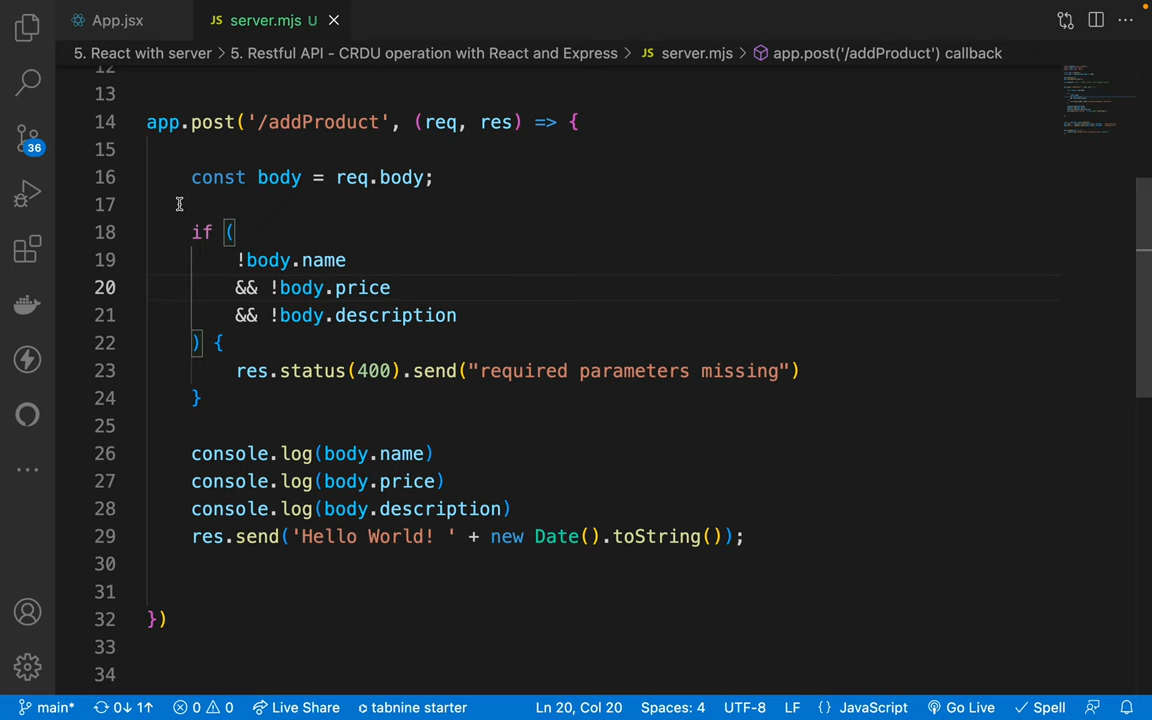 App.jsx
JS server.mjs U
5. React with server > 5. Restful API - CRDU operation with React and Express > JS server.mjs > app.post('/addProduct') callback
12
13
14 app.post('/addProduct', (req, res) => {
15
16 const body = req.body;
17
18 if (
19 !body.name
20 && !body.price
21 && !body.description
22 ) {
23 res.status(400).send("required parameters missing")
24 }
25
26 console.log(body.name)
27 console.log(body.price)
28 console.log(body.description)
29 res.send('Hello World! ' + new Date().toString());
30
31
32 })
33
34
36
main* 0↓ 1↑ 0 0 Live Share tabnine starter Ln 20, Col 20 Spaces: 4 UTF-8 LF {} JavaScript Go Live Spell